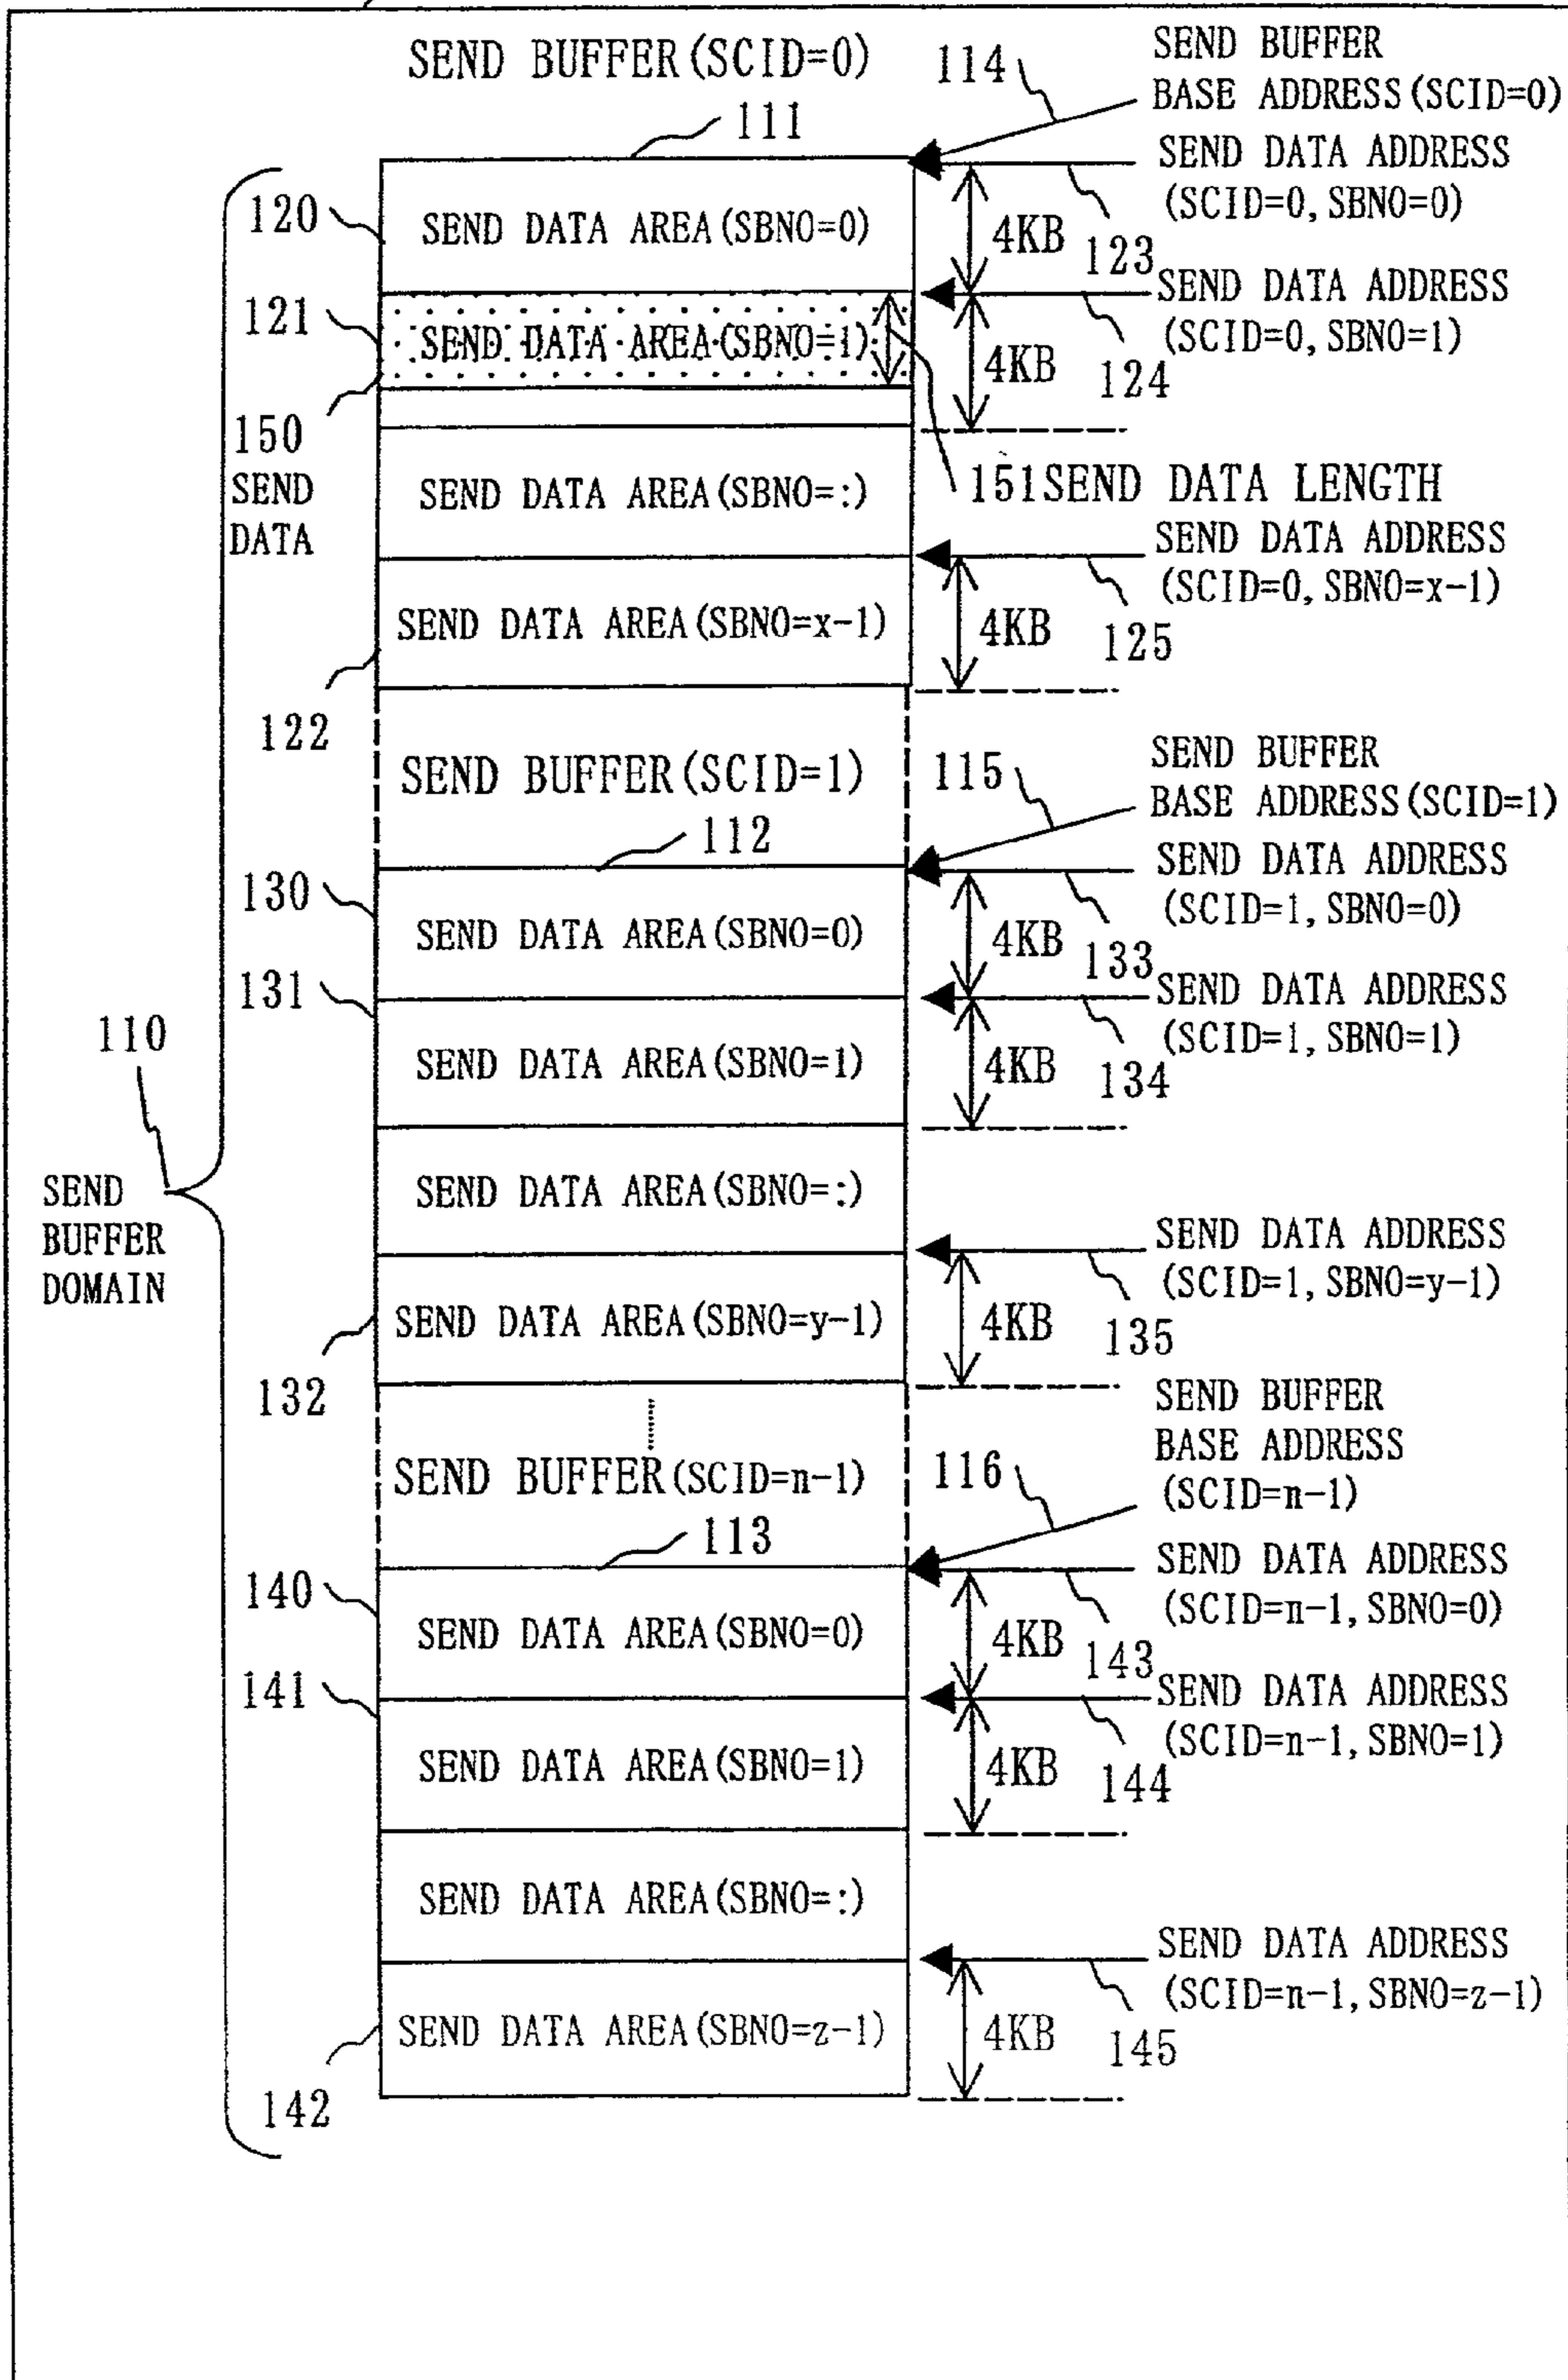 SEND BUFFER(SCID=0)
114
SEND BUFFER
BASE ADDRESS(SCID=0)
111
SEND DATA ADDRESS
(SCID=0, SBNO=0)
120
SEND DATA AREA(SBNO=0)
4KB
123
SEND DATA ADDRESS
(SCID=0, SBNO=1)
121
SEND DATA AREA(SBNO=1)
4KB
124
150
SEND
DATA
SEND DATA AREA(SBNO=:)
151SEND DATA LENGTH
SEND DATA ADDRESS
(SCID=0, SBNO=x-1)
SEND DATA AREA(SBNO=x-1)
4KB
125
122
SEND BUFFER(SCID=1)
115
SEND BUFFER
BASE ADDRESS(SCID=1)
112
SEND DATA ADDRESS
(SCID=1, SBNO=0)
130
SEND DATA AREA(SBNO=0)
4KB
133
131
SEND DATA ADDRESS
(SCID=1, SBNO=1)
110
SEND DATA AREA(SBNO=1)
4KB
134
SEND
BUFFER
DOMAIN
SEND DATA AREA(SBNO=:)
SEND DATA ADDRESS
(SCID=1, SBNO=y-1)
SEND DATA AREA(SBNO=y-1)
4KB
135
132
SEND BUFFER
BASE ADDRESS
(SCID=n-1)
SEND BUFFER(SCID=n-1)
116
113
SEND DATA ADDRESS
(SCID=n-1, SBNO=0)
140
SEND DATA AREA(SBNO=0)
4KB
143
141
SEND DATA ADDRESS
(SCID=n-1, SBNO=1)
SEND DATA AREA(SBNO=1)
4KB
144
SEND DATA AREA(SBNO=:)
SEND DATA ADDRESS
(SCID=n-1, SBNO=z-1)
SEND DATA AREA(SBNO=z-1)
4KB
145
142